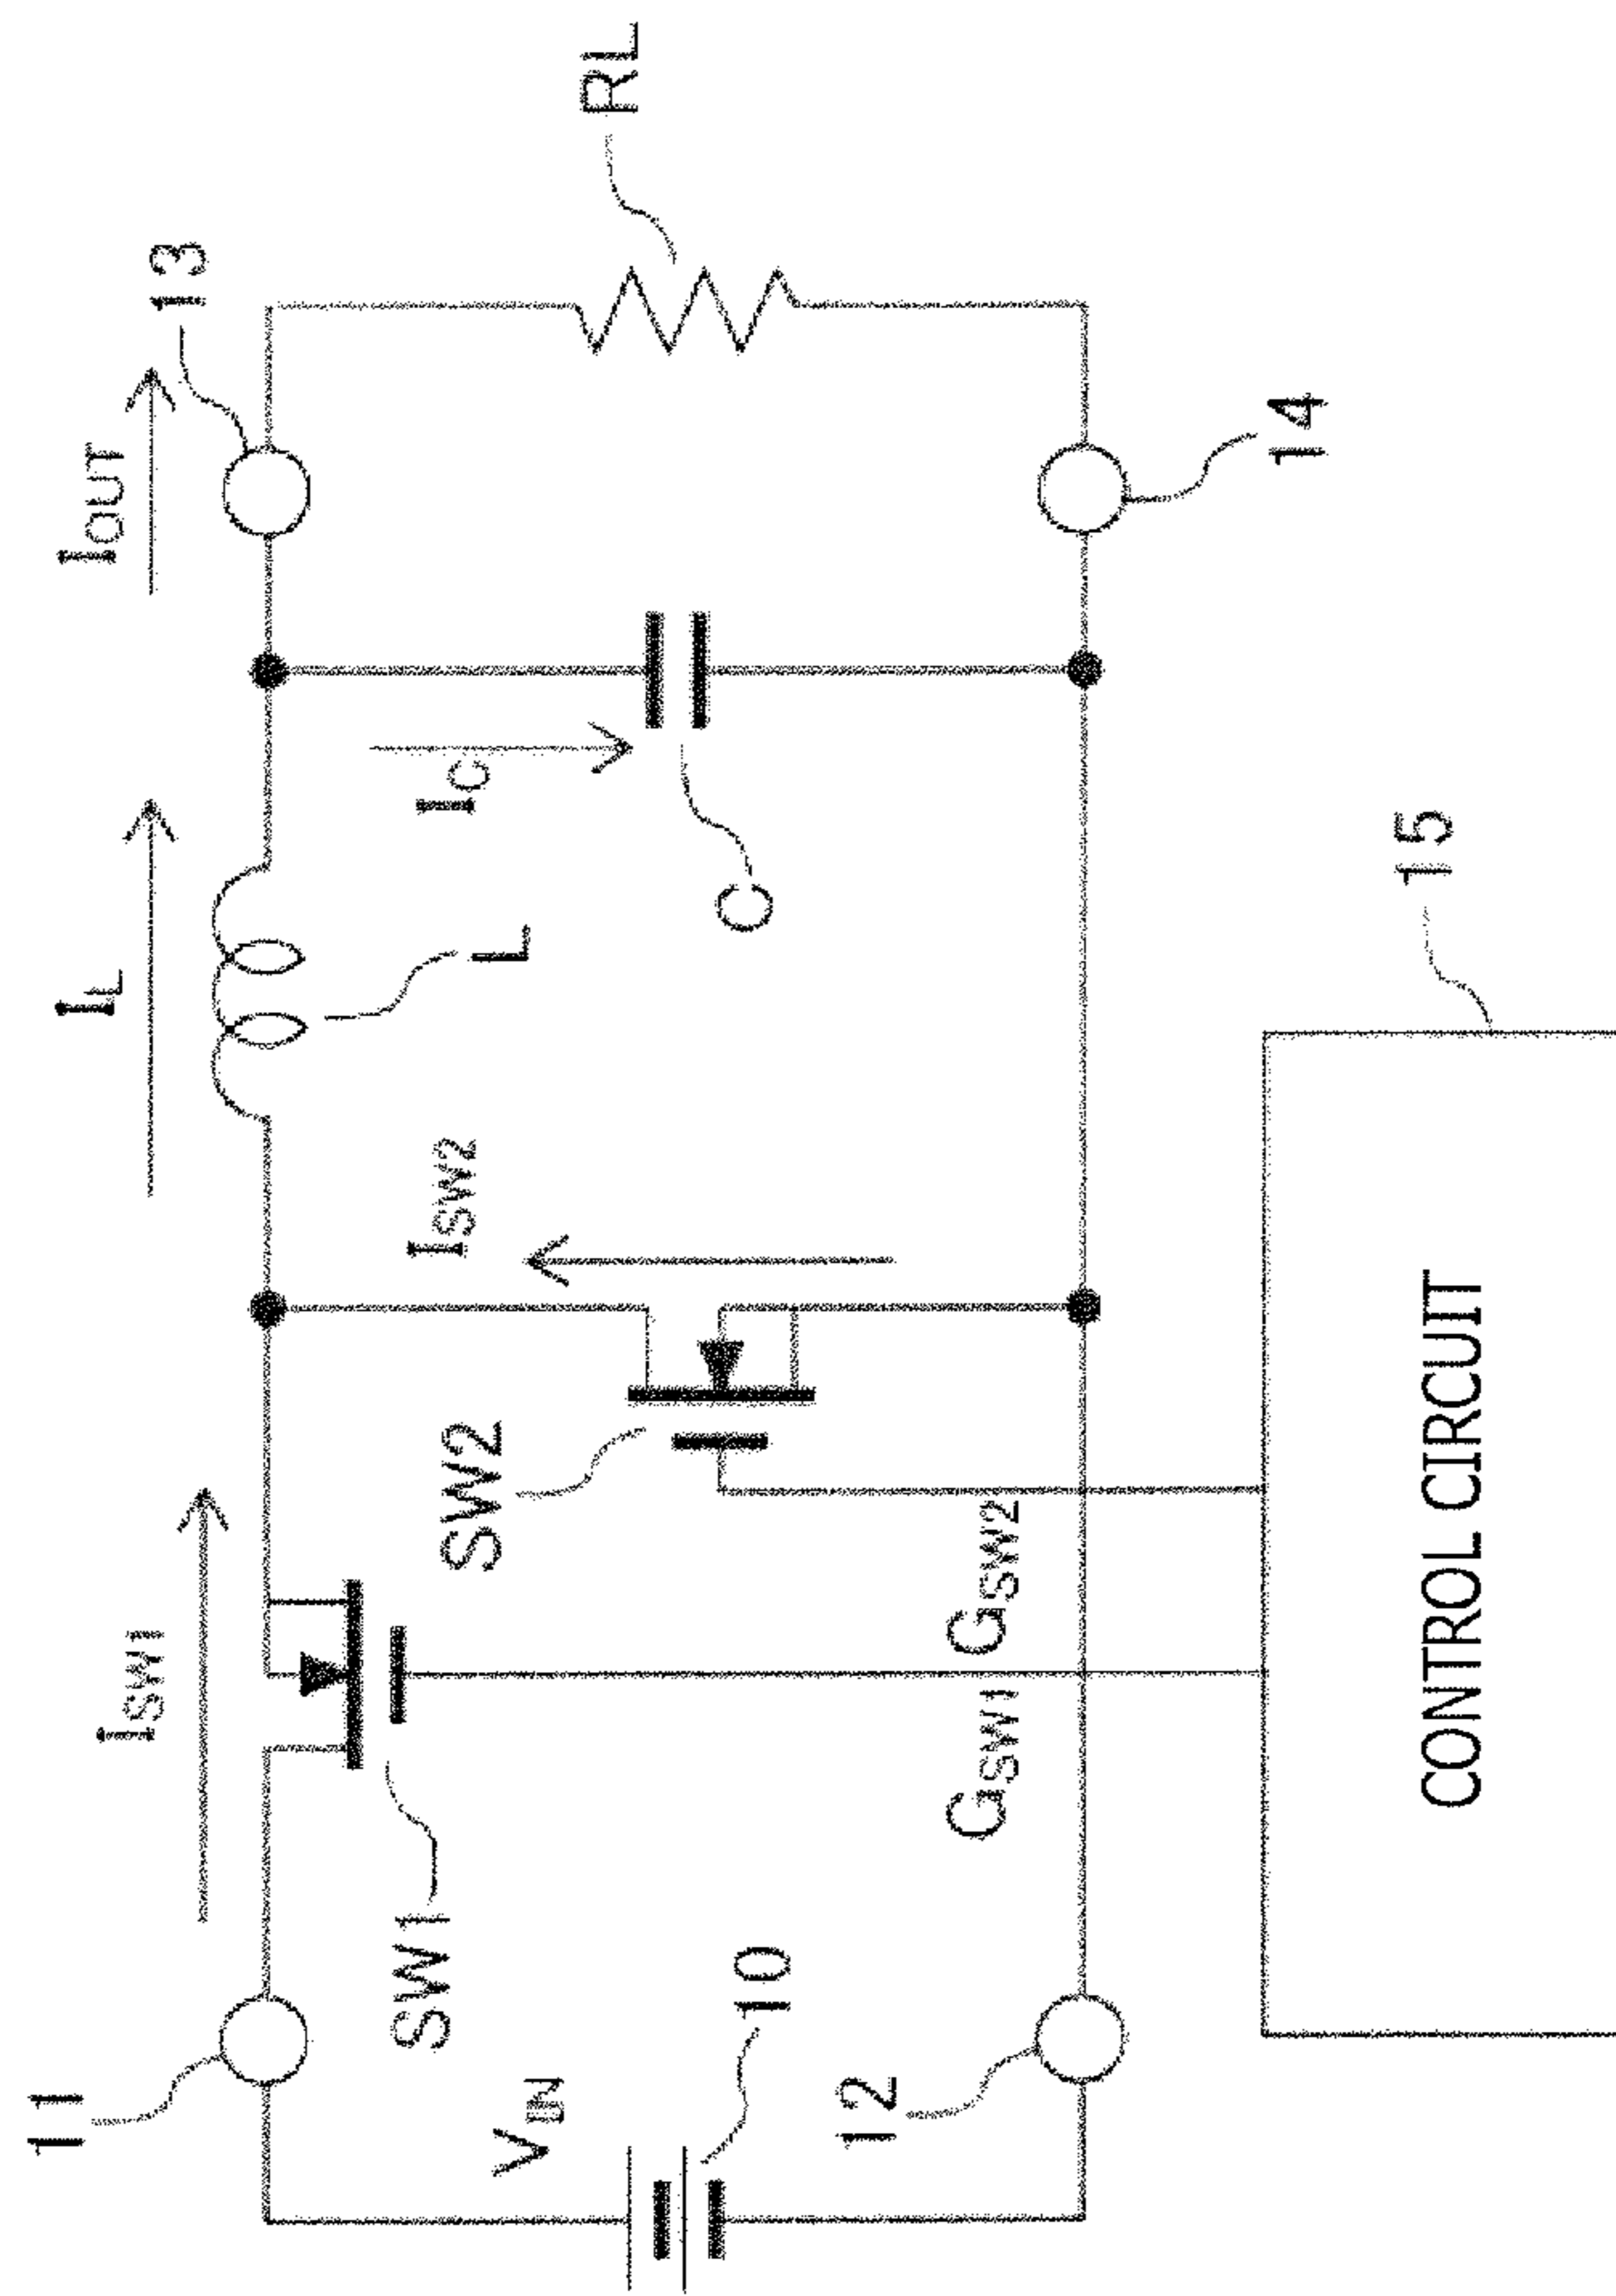 11
ISW1
IL
IOUT
13
SW1
SW2
ISW2
L
IC
C
RL
VIN
10
12
GSW1
GSW2
14
15
CONTROL CIRCUIT